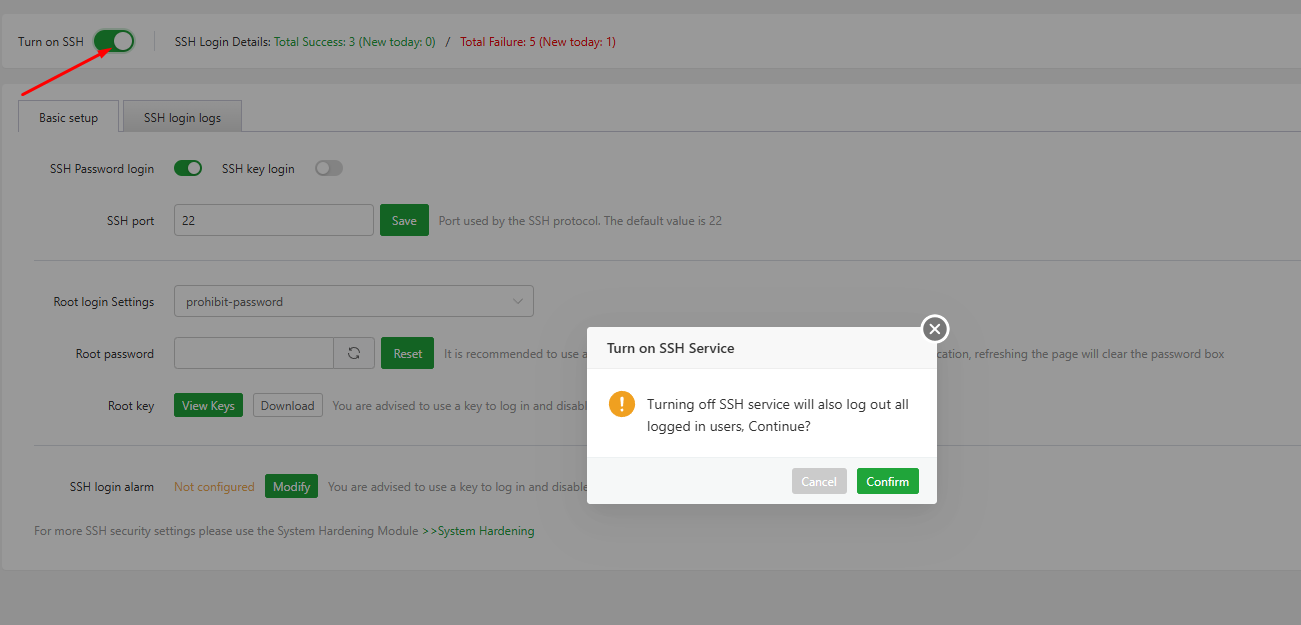 Turn on SSH
SSH Login Details: Total Success: 3 (New today: 0) / Total Failure: 5 (New today: 1)
Basic setup
SSH login logs
SSH Password login
SSH key login
SSH port
22
Save
Port used by the SSH protocol. The default value is 22
Root login Settings
prohibit-password
Root password
Reset
It is recommended to use a
cation, refreshing the page will clear the password box
Root key
View Keys
Download
You are advised to use a key to log in and disabl
SSH login alarm
Not configured
Modify
You are advised to use a key to log in and disable
For more SSH security settings please use the System Hardening Module >>System Hardening
Turn on SSH Service
Turning off SSH service will also log out all
logged in users, Continue?
Cancel
Confirm